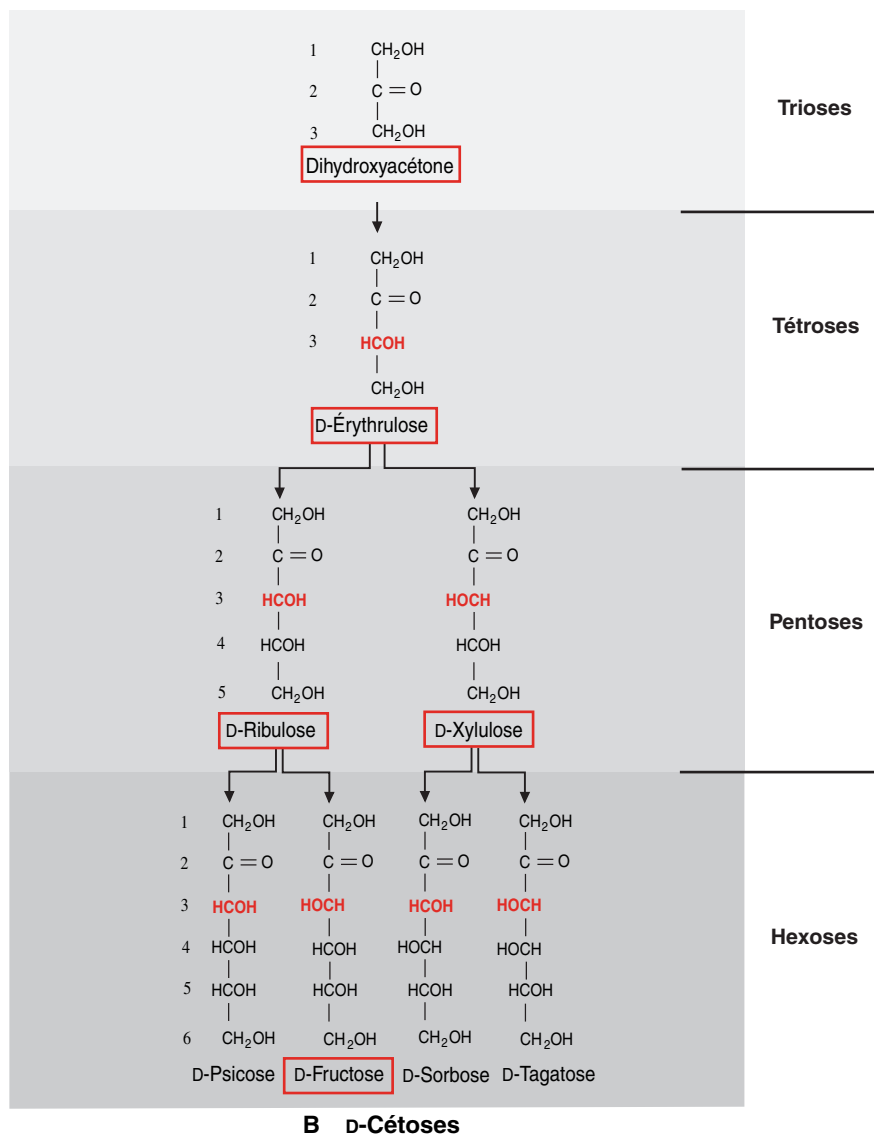 1 CH₂OH
2 C=O
3 CH₂OH
Dihydroxyacétone
Trioses
1 CH₂OH
2 C=O
3 HCOH
CH₂OH
D-Érythrulose
Tétroses
1 CH₂OH CH₂OH
2 C=O C=O
3 HCOH HOCH
4 HCOH HCOH
5 CH₂OH CH₂OH
D-Ribulose D-Xylulose
Pentoses
1 CH₂OH CH₂OH CH₂OH CH₂OH
2 C=O C=O C=O C=O
3 HCOH HOCH HCOH HOCH
4 HCOH HCOH HOCH HOCH
5 HCOH HCOH HCOH HCOH
6 CH₂OH CH₂OH CH₂OH CH₂OH
D-Psicose D-Fructose D-Sorbose D-Tagatose
Hexoses
B D-Cétoses